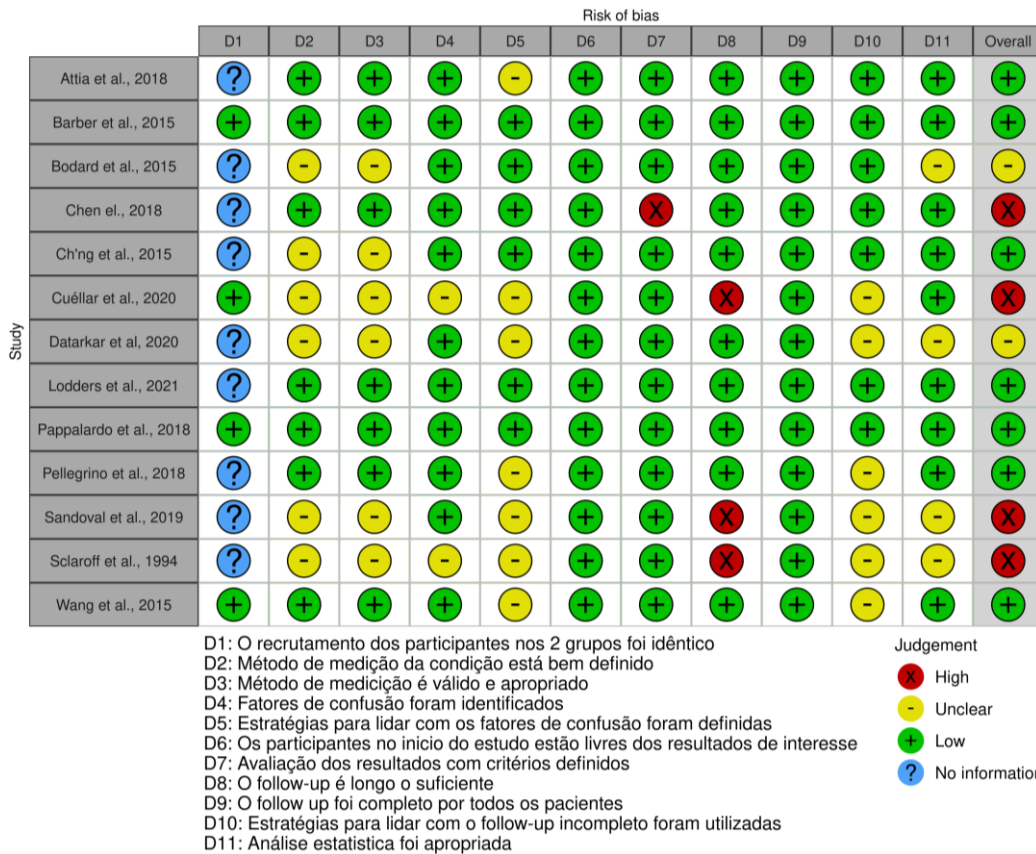 Risk of bias
D1 D2 D3 D4 D5 D6 D7 D8 D9 D10 D11 Overall
Study
Attia et al., 2018 ? + + + - + + + + + + +
Barber et al., 2015 + + + + + + + + + + + +
Bodard et al., 2015 ? - - + + + + + + + - -
Chen el., 2018 ? + + + + + X + + + + X
Ch'ng et al., 2015 ? - - + + + + + + + + +
Cuéllar et al., 2020 + - - - - + + X + - + X
Datarkar et al, 2020 ? - - + - + + + + - - -
Lodders et al., 2021 ? + + + + + + + + + + +
Pappalardo et al., 2018 + + + + + + + + + + + +
Pellegrino et al., 2018 ? + + + - + + + + - + +
Sandoval et al., 2019 ? - - + - + + X + - - X
Sclaroff et al., 1994 ? - - - - + + X + - - X
Wang et al., 2015 + + + + - + + + + - + +
D1: O recrutamento dos participantes nos 2 grupos foi idêntico
D2: Método de medição da condição está bem definido
D3: Método de medicição é válido e apropriado
D4: Fatores de confusão foram identificados
D5: Estratégias para lidar com os fatores de confusão foram definidas
D6: Os participantes no inicio do estudo estão livres dos resultados de interesse
D7: Avaliação dos resultados com critérios definidos
D8: O follow-up é longo o suficiente
D9: O follow up foi completo por todos os pacientes
D10: Estratégias para lidar com o follow-up incompleto foram utilizadas
D11: Análise estatistica foi apropriada
Judgement
X High
- Unclear
+ Low
? No information